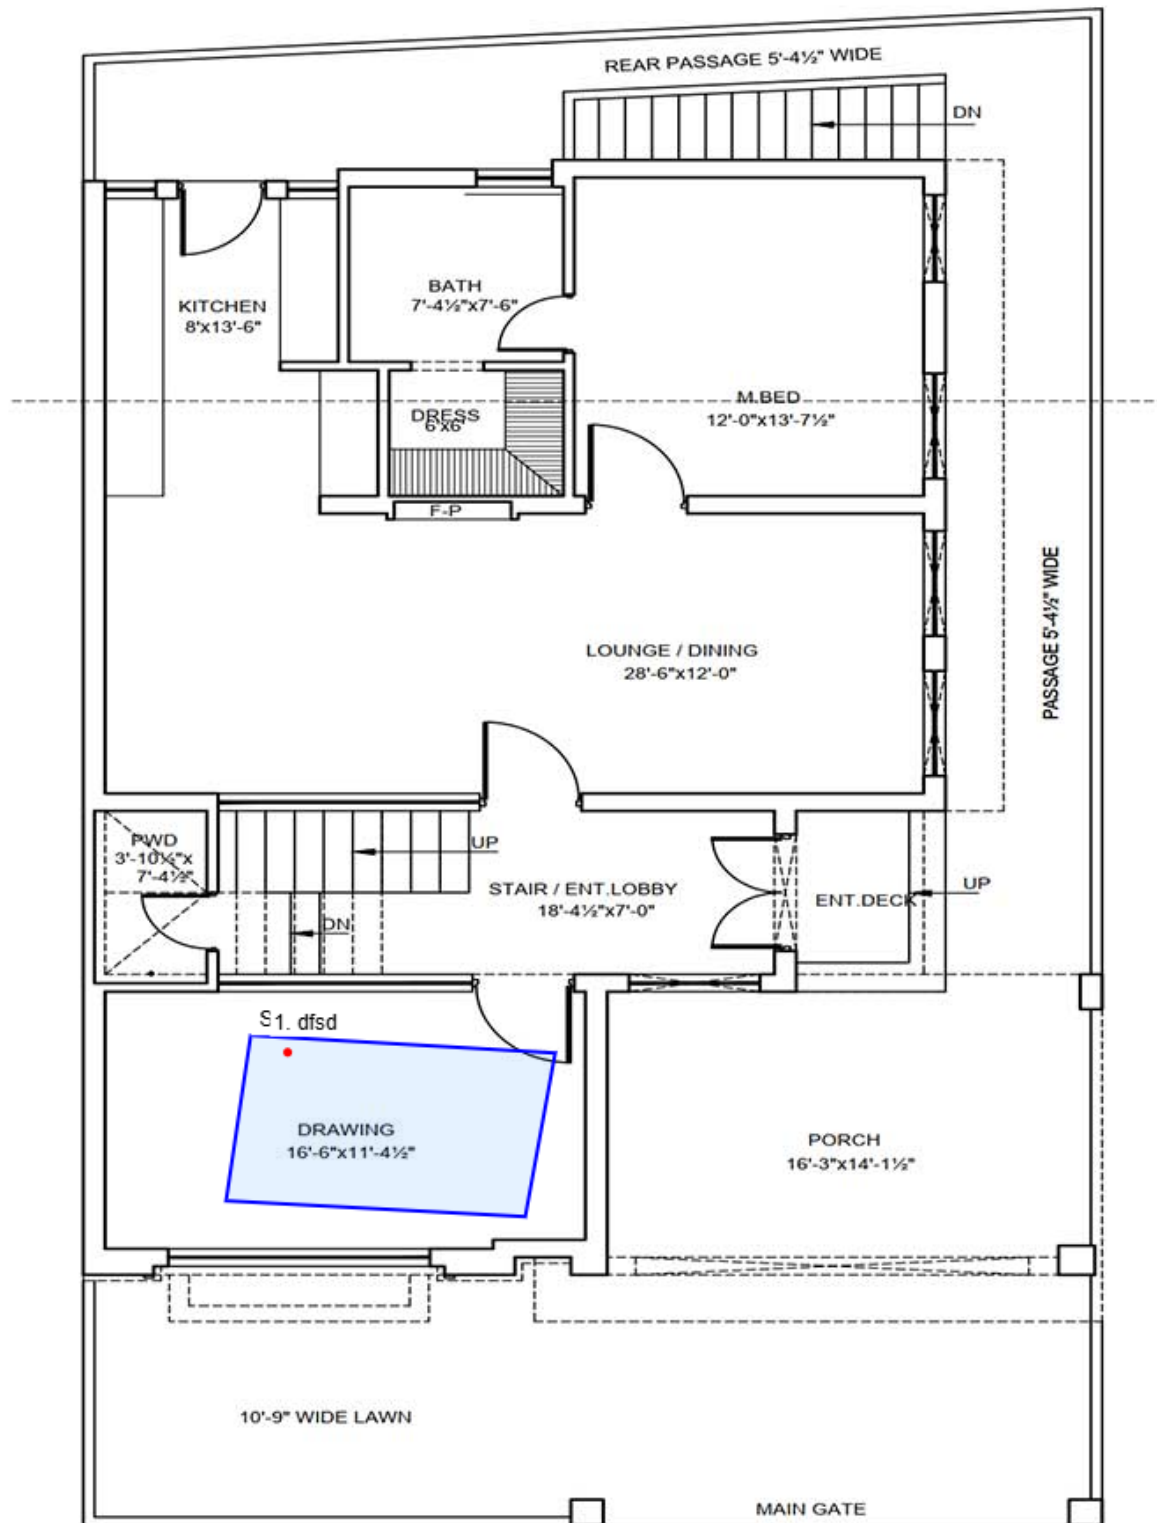 REAR PASSAGE 5'-4½" WIDE
DN
BATH
7'-4½"x7'-6"
KITCHEN
8'x13'-6"
M.BED
12'-0"x13'-7½"
DRESS
6'x6'
F-P
PASSAGE 5'-4½" WIDE
LOUNGE / DINING
28'-6"x12'-0"
PWD
3'-10½"x
7'-4½"
UP
STAIR / ENT.LOBBY
18'-4½"x7'-0"
UP
ENT.DECK
DN
S
1. dfsd
DRAWING
16'-6"x11'-4½"
PORCH
16'-3"x14'-1½"
10'-9" WIDE LAWN
MAIN GATE